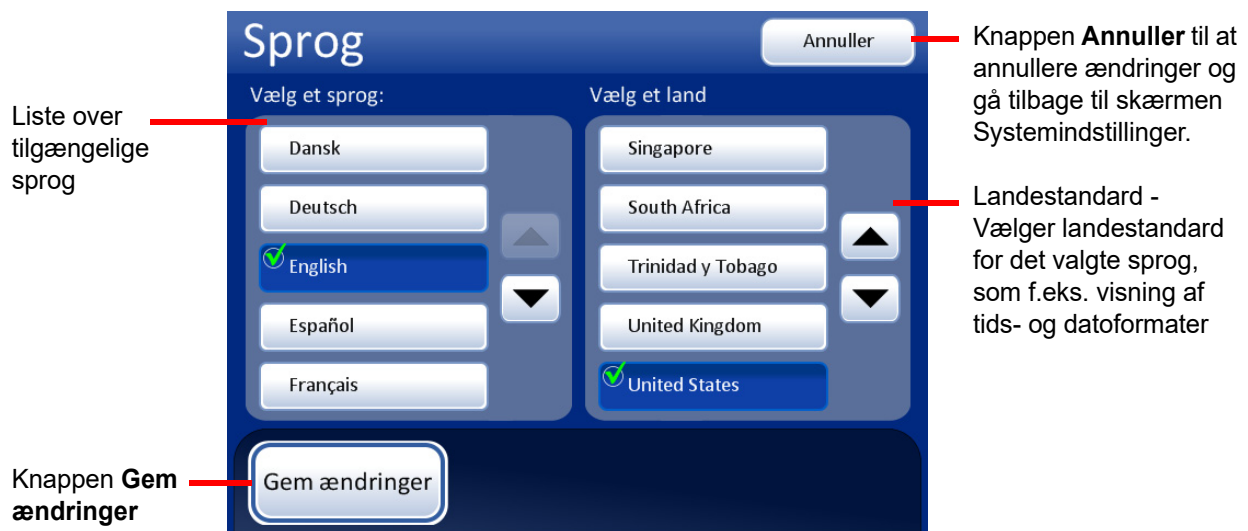 Sprog
Annuller
Vælg et sprog:
Vælg et land
Dansk
Deutsch
English
Español
Français
Singapore
South Africa
Trinidad y Tobago
United Kingdom
United States
Gem ændringer
Liste over
tilgængelige
sprog
Knappen Gem
ændringer
Knappen Annuller til at
annullere ændringer og
gå tilbage til skærmen
Systemindstillinger.
Landestandard -
Vælger landestandard
for det valgte sprog,
som f.eks. visning af
tids- og datoformater